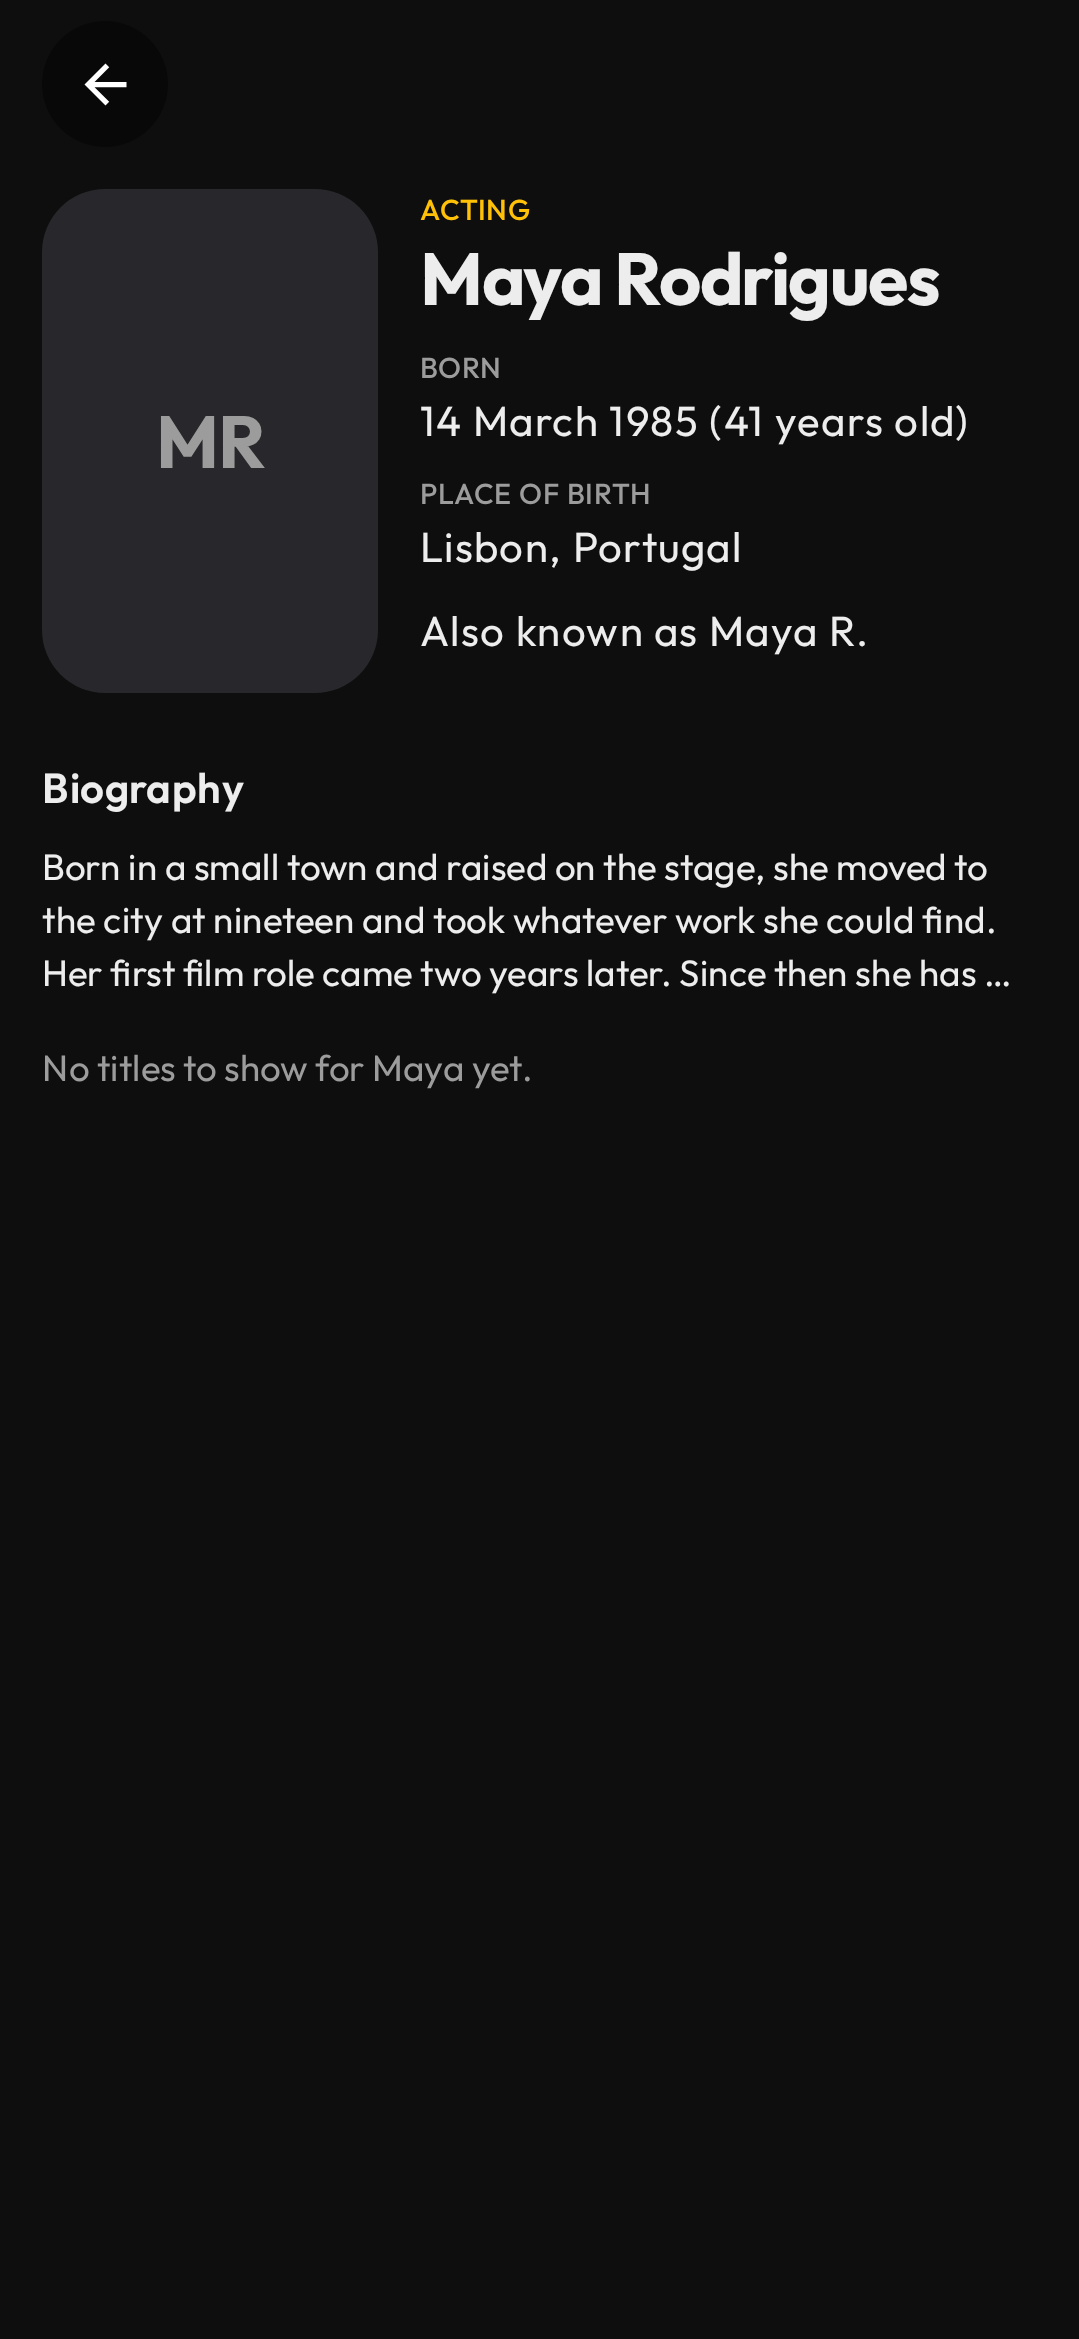 ACTING
Maya Rodrigues
BORN
14 March 1985 (41 years old)
MR
PLACE OF BIRTH
Lisbon, Portugal
Also known as Maya R.
Biography
Born in a small town and raised on the stage, she moved to
the city at nineteen and took whatever work she could find.
Her first film role came two years later. Since then she has ...
No titles to show for Maya yet.